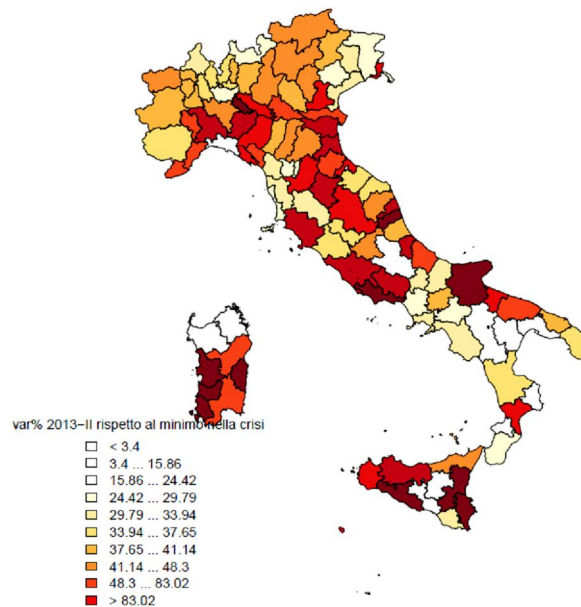 var% 2013-II rispetto al minimo nella crisi
< 3.4
3.4 ... 15.86
15.86 ... 24.42
24.42 ... 29.79
29.79 ... 33.94
33.94 ... 37.65
37.65 ... 41.14
41.14 ... 48.3
48.3 ... 83.02
> 83.02